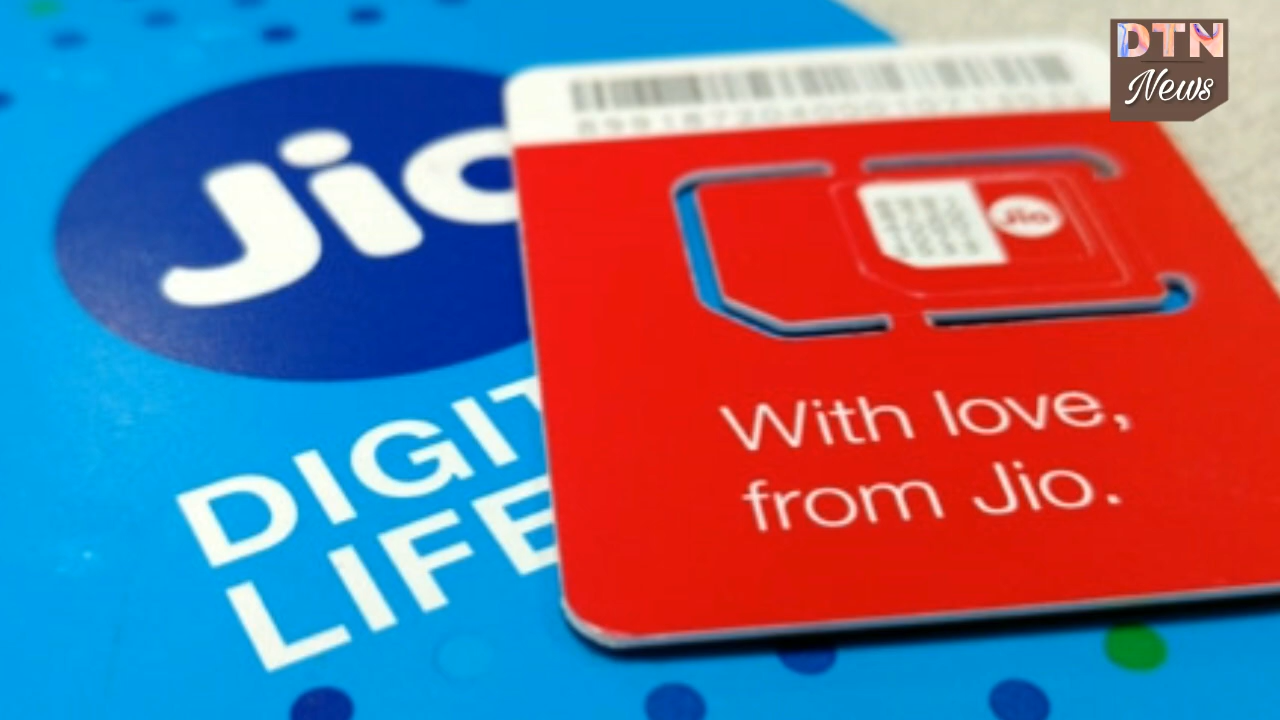 Jio
DIGIT
LIFE
Jio
With love,
from Jio.
DTN
News